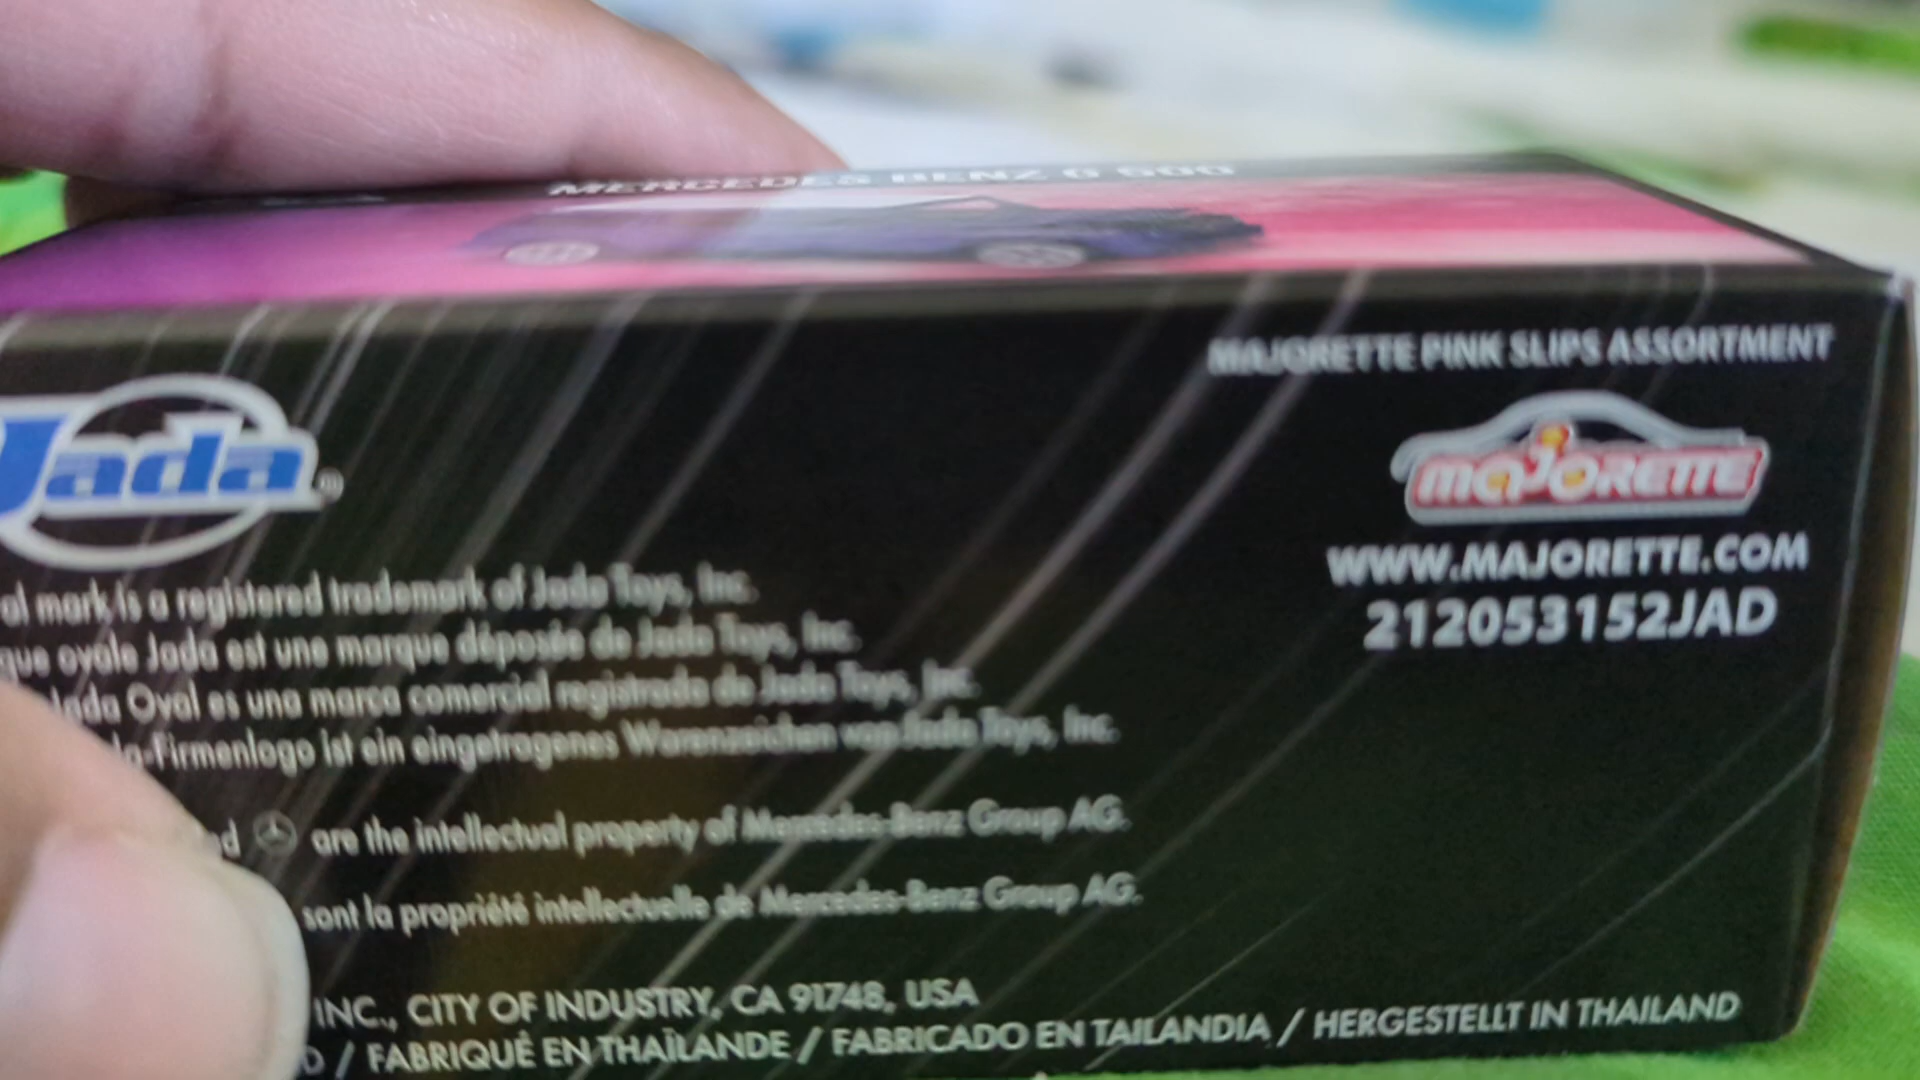 MERCEDES BENZ G 500
MAJORETTE PINK SLIPS ASSORTMENT
Jada
MAJORETTE
WWW.MAJORETTE.COM
212053152JAD
al mark is a registered trademark of Jada Toys, Inc.
que ovale Jada est une marque déposée de Jada Toys, Inc.
Jada Oval es una marca comercial registrada de Jada Toys, Inc.
da-Firmenlogo ist ein eingetragenes Warenzeichen von Jada Toys, Inc.
d are the intellectual property of Mercedes-Benz Group AG.
sont la propriété intellectuelle de Mercedes-Benz Group AG.
INC., CITY OF INDUSTRY, CA 91748, USA
D / FABRIQUÉ EN THAÏLANDE / FABRICADO EN TAILANDIA / HERGESTELLT IN THAILAND